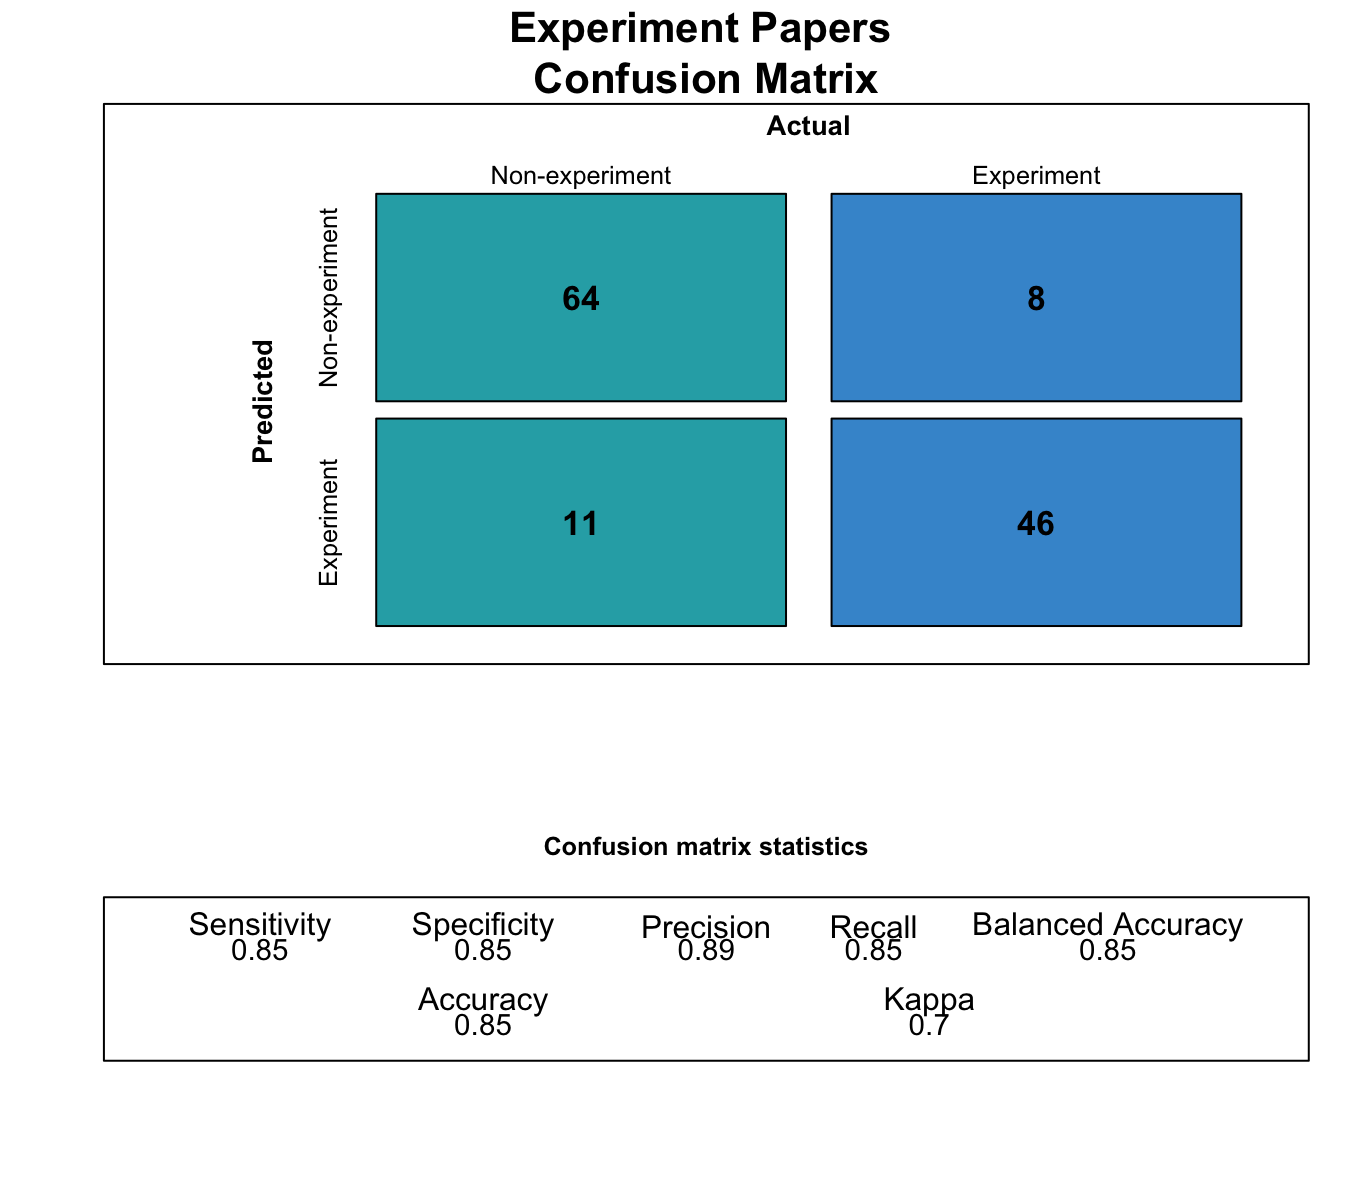 Experiment Papers
Confusion Matrix
Actual
Non-experiment Experiment
Predicted
Non-experiment
64 8
Experiment
11 46
Confusion matrix statistics
Sensitivity Specificity Precision Recall Balanced Accuracy
0.85 0.85 0.89 0.85 0.85
Accuracy Kappa
0.85 0.7